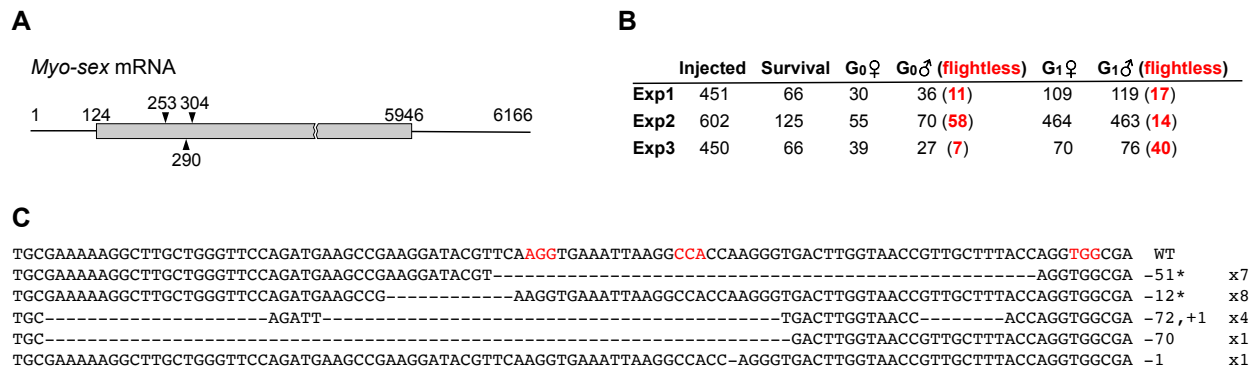 A
Myo-sex mRNA
1 124 253 304 5946 6166
290
B
Injected Survival G0♀ G0♂ (flightless) G1♀ G1♂ (flightless)
Exp1 451 66 30 36 (11) 109 119 (17)
Exp2 602 125 55 70 (58) 464 463 (14)
Exp3 450 66 39 27 (7) 70 76 (40)
C
TGCGAAAAAGGCTTGCTGGGTTCCAGATGAAGCCGAAGGATACGTTCAAGGTGAAATTAAGGCCACCAAGGGTGACTTGGTAACCGTTGCTTTACCAGGTGGCGA WT
TGCGAAAAAGGCTTGCTGGGTTCCAGATGAAGCCGAAGGATACGT---------------------------------------------------AGGTGGCGA -51* x7
TGCGAAAAAGGCTTGCTGGGTTCCAGATGAAGCCG------------AAGGTGAAATTAAGGCCACCAAGGGTGACTTGGTAACCGTTGCTTTACCAGGTGGCGA -12* x8
TGC---------------------AGATT-------------------------------------------TGACTTGGTAACC--------ACCAGGTGGCGA -72,+1 x4
TGC----------------------------------------------------------------------GACTTGGTAACCGTTGCTTTACCAGGTGGCGA -70 x1
TGCGAAAAAGGCTTGCTGGGTTCCAGATGAAGCCGAAGGATACGTTCAAGGTGAAATTAAGGCCACC-AGGGTGACTTGGTAACCGTTGCTTTACCAGGTGGCGA -1 x1